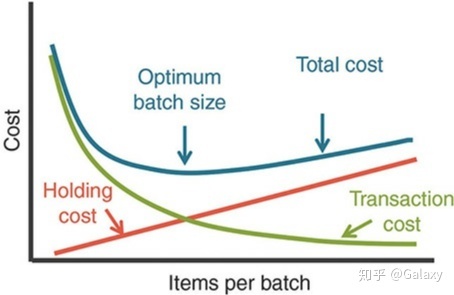 Total cost
Optimum
batch size
Cost
Holding
cost
Transaction
cost
Items per batch
知乎 @Galaxy